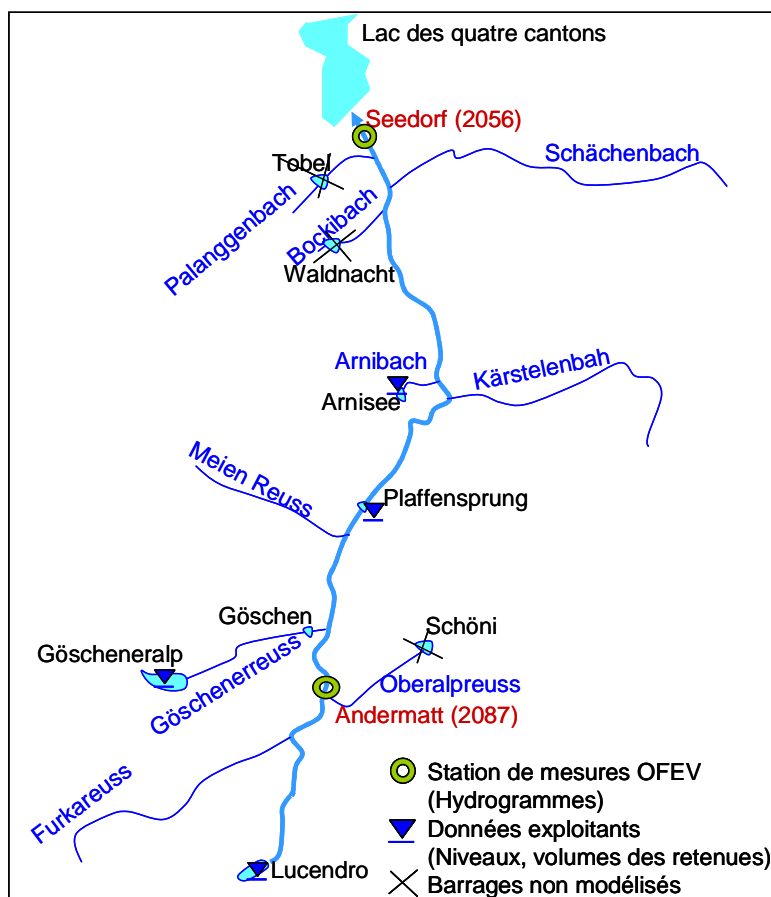 Lac des quatre cantons
Seedorf (2056)
Schächenbach
Tobel
Palanggenbach
Bockibach
Waldnacht
Arnibach
Kärstelenbah
Arnisee
Meien Reuss
Plaffensprung
Göschen
Schöni
Göscheneralp
Göschenerreuss
Oberalpreuss
Andermatt (2087)
Furkareuss
Lucendro
Station de mesures OFEV
(Hydrogrammes)
Données exploitants
(Niveaux, volumes des retenues)
Barrages non modélisés